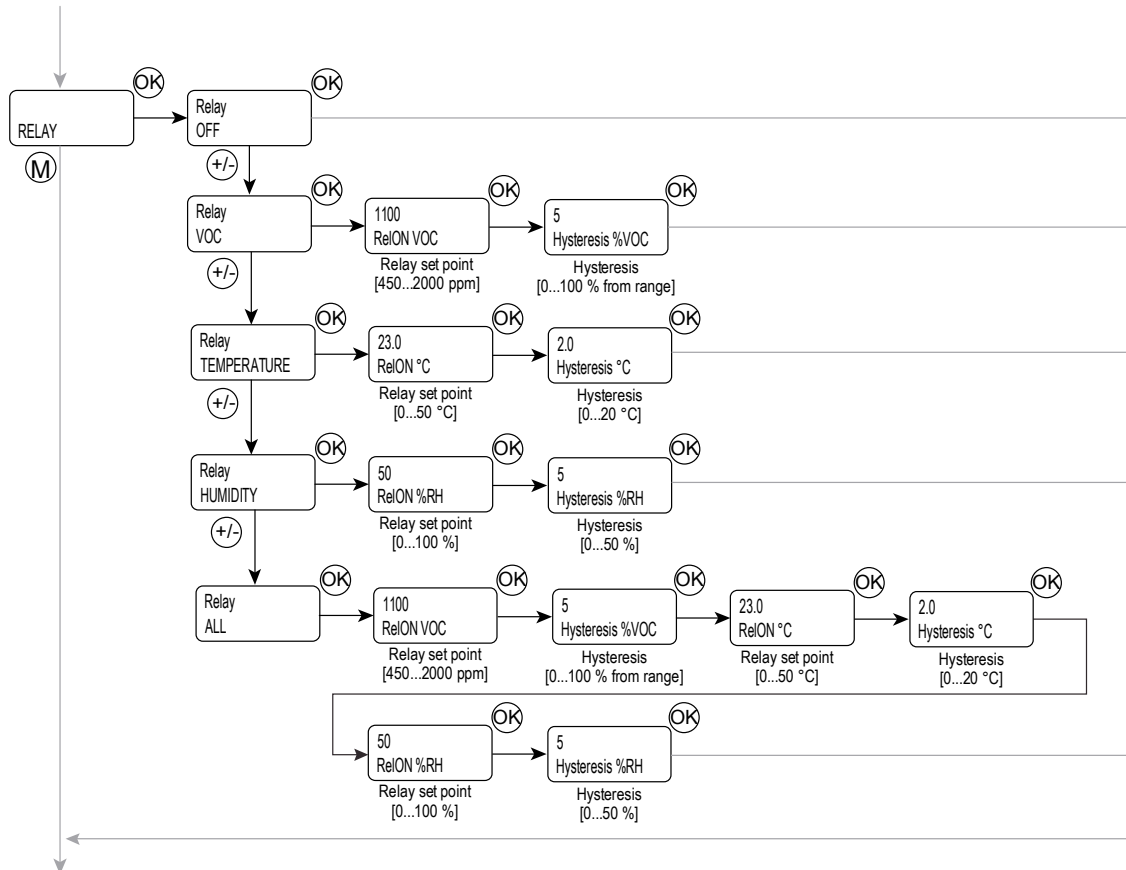 OK
OK
RELAY
Relay
OFF
M
+/-
OK
OK
OK
Relay
VOC
1100
RelON VOC
5
Hysteresis %VOC
Relay set point
[450...2000 ppm]
Hysteresis
[0...100 % from range]
+/-
OK
OK
OK
Relay
TEMPERATURE
23.0
RelON °C
2.0
Hysteresis °C
Relay set point
[0...50 °C]
Hysteresis
[0...20 °C]
+/-
OK
OK
OK
Relay
HUMIDITY
50
RelON %RH
5
Hysteresis %RH
Relay set point
[0...100 %]
Hysteresis
[0...50 %]
+/-
OK
OK
OK
OK
OK
Relay
ALL
1100
RelON VOC
5
Hysteresis %VOC
23.0
RelON °C
2.0
Hysteresis °C
Relay set point
[450...2000 ppm]
Hysteresis
[0...100 % from range]
Relay set point
[0...50 °C]
Hysteresis
[0...20 °C]
OK
OK
50
RelON %RH
5
Hysteresis %RH
Relay set point
[0...100 %]
Hysteresis
[0...50 %]